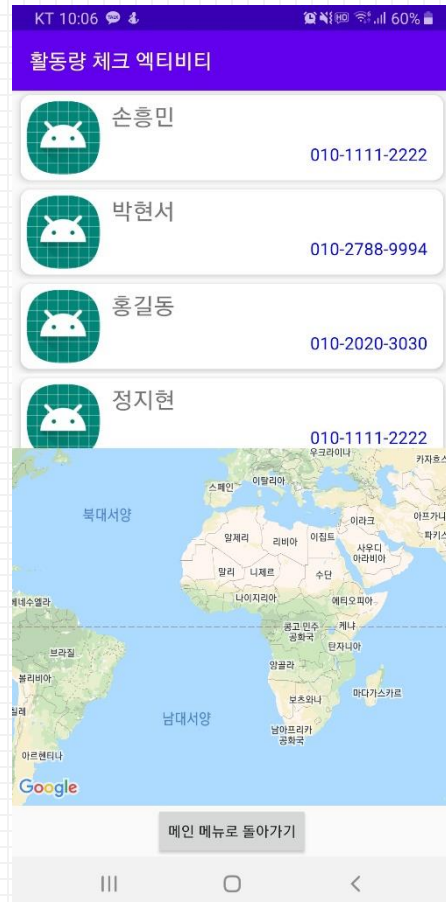 KT 10:06
60%
활동량 체크 엑티비티
손흥민
010-1111-2222
박현서
010-2788-9994
홍길동
010-2020-3030
정지현
010-1111-2222
우크라이나
카자흐스
스페인
이탈리아
북대서양
이라크
아프가니
알제리
리비아
이집트
파키스
사우디
아라비아
말리
니제르
수단
나이지리아
에티오피아
베네수엘라
콩고 민주
공화국
케냐
탄자니아
브라질
앙골라
볼리비아
보츠와나
마다가스카르
칠레
남대서양
남아프리카
공화국
아르헨티나
Google
메인 메뉴로 돌아가기